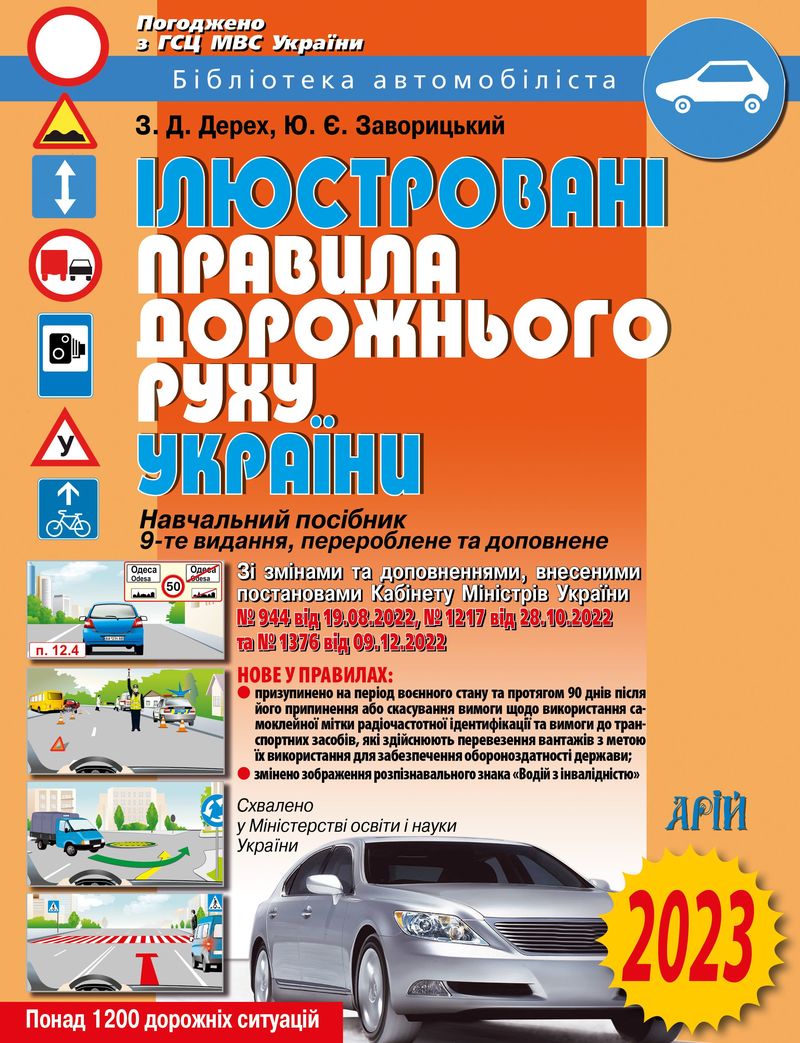 Погоджено
з ГСЦ МВС України
Бібліотека автомобіліста
З. Д. Дерех, Ю. Є. Заворицький
ІЛЮСТРОВАНІ
ПРАВИЛА
ДОРОЖНЬОГО
РУХУ
УКРАЇНИ
У
Навчальний посібник
9-те видання, перероблене та доповнене
Одеса
Odesa
50
Одеса
Odesa
п. 12.4
Зі змінами та доповненнями, внесеними
постановами Кабінету Міністрів України
№ 944 від 19.08.2022, № 1217 від 28.10.2022
та № 1376 від 09.12.2022
НОВЕ У ПРАВИЛАХ:
● призупинено на період воєнного стану та протягом 90 днів після
його припинення або скасування вимоги щодо використання са-
моклейної мітки радіочастотної ідентифікації та вимоги до тран-
спортних засобів, які здійснюють перевезення вантажів з метою
їх використання для забезпечення обороноздатності держави;
● змінено зображення розпізнавального знака «Водій з інвалідністю»
Схвалено
у Міністерстві освіти і науки
України
АРІЙ
2023
Понад 1200 дорожніх ситуацій